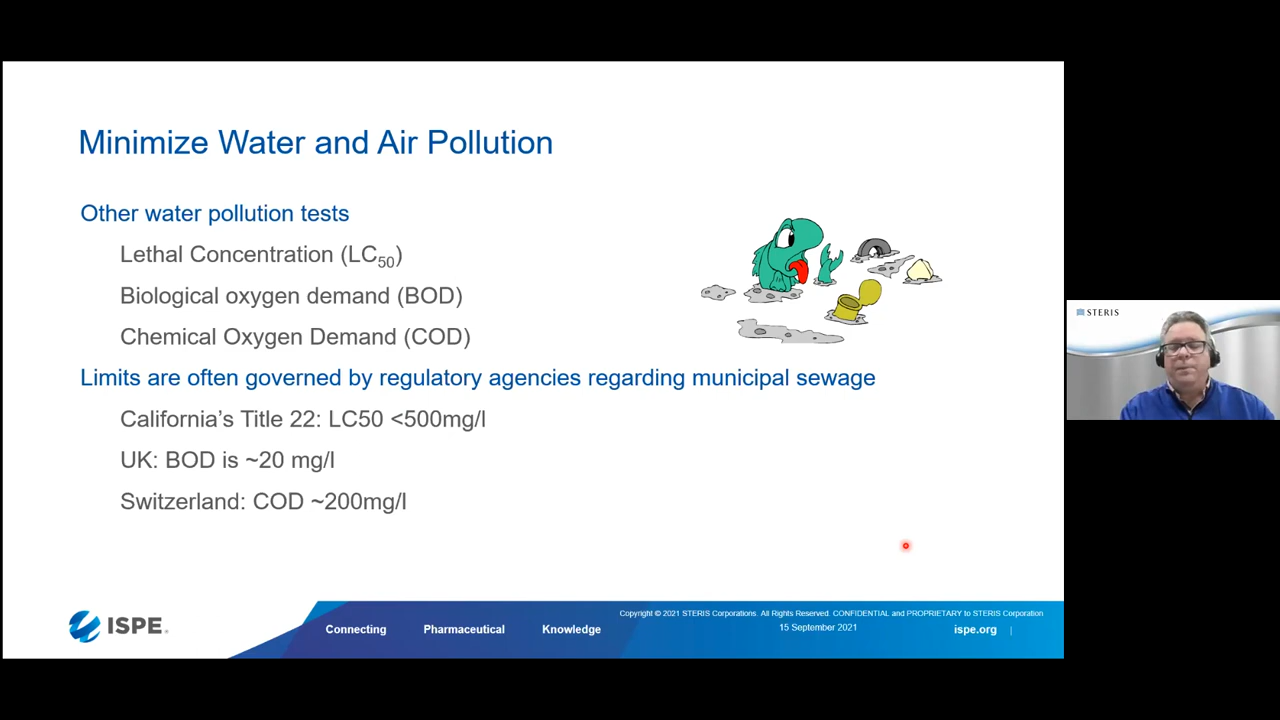 Minimize Water and Air Pollution
Other water pollution tests
Lethal Concentration (LC50)
Biological oxygen demand (BOD)
Chemical Oxygen Demand (COD)
Limits are often governed by regulatory agencies regarding municipal sewage
California’s Title 22: LC50 <500mg/l
UK: BOD is ~20 mg/l
Switzerland: COD ~200mg/l
STERIS
ISPE®
Connecting Pharmaceutical Knowledge
Copyright © 2021 STERIS Corporations. All Rights Reserved. CONFIDENTIAL and PROPRIETARY to STERIS Corporation
15 September 2021
ispe.org |